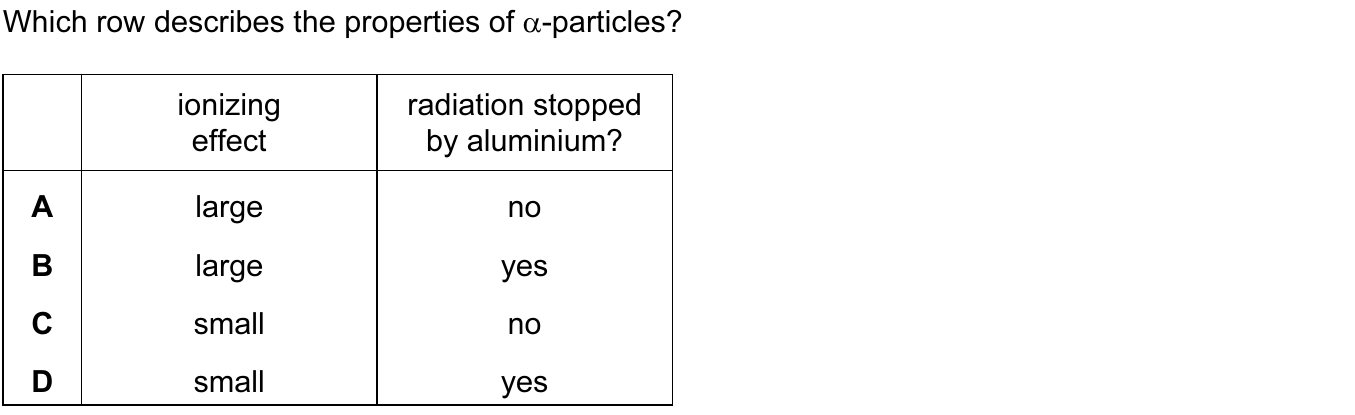 Which row describes the properties of α-particles?
ionizing effect radiation stopped by aluminium?
A large no
B large yes
C small no
D small yes